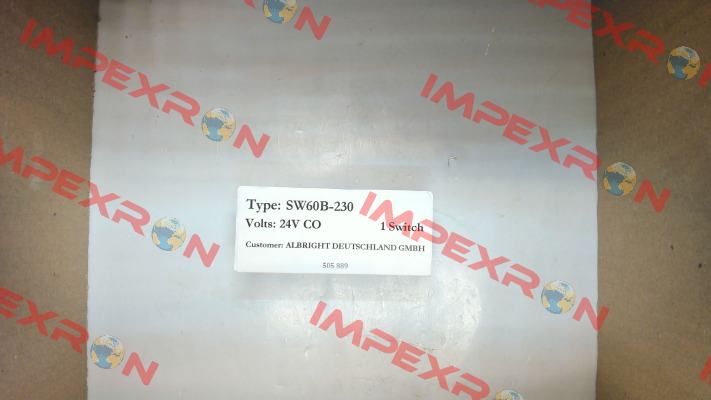 Type: SW60B-230
Volts: 24V CO 1 Switch
Customer: ALBRIGHT DEUTSCHLAND GMBH
505 889
IMPEXRON
IMPEXRON
IMPEXRON
IMPEXRON
IMPEXRON
IMPEXRON
IMPEXRON